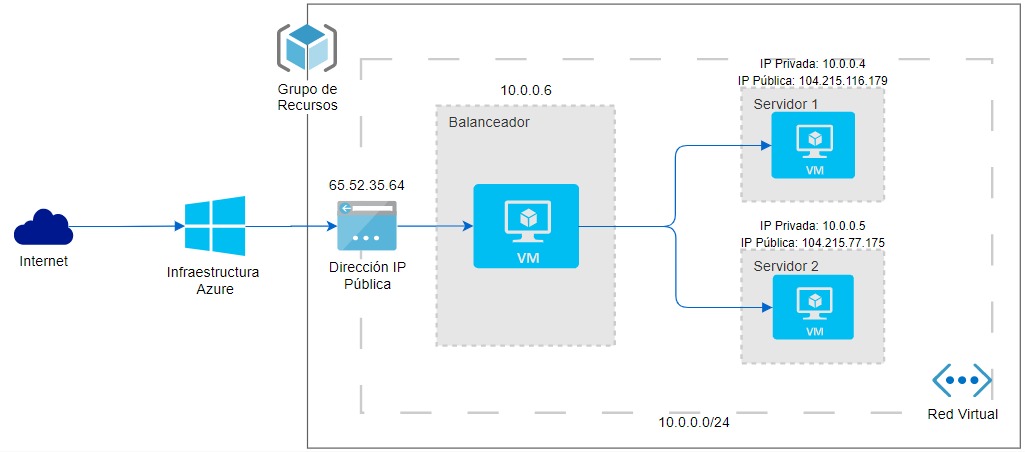 Grupo de
Recursos
IP Privada: 10.0.0.4
IP Pública: 104.215.116.179
10.0.0.6
Servidor 1
Balanceador
VM
65.52.35.64
IP Privada: 10.0.0.5
IP Pública: 104.215.77.175
Internet
Infraestructura
Azure
Dirección IP
Pública
VM
Servidor 2
VM
Red Virtual
10.0.0.0/24